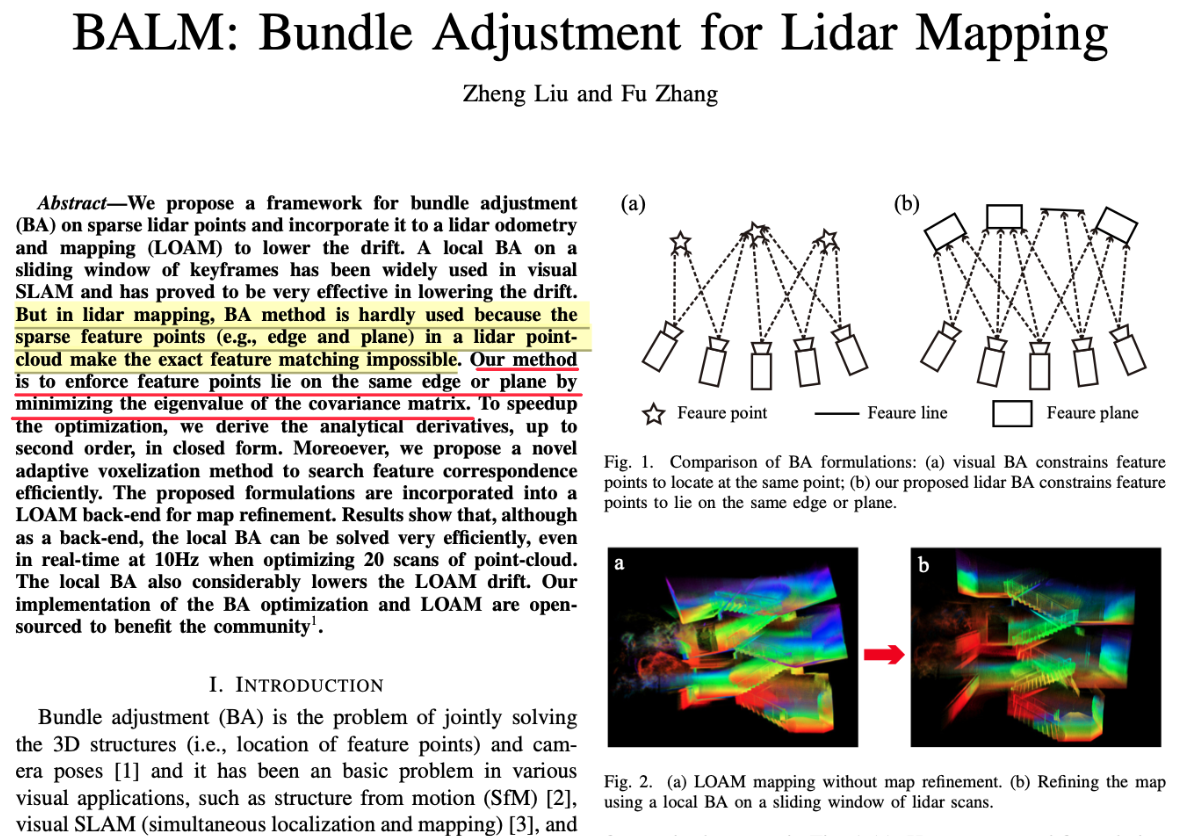 BALM: Bundle Adjustment for Lidar Mapping
Zheng Liu and Fu Zhang
Abstract—We propose a framework for bundle adjustment
(BA) on sparse lidar points and incorporate it to a lidar odometry
and mapping (LOAM) to lower the drift. A local BA on a
sliding window of keyframes has been widely used in visual
SLAM and has proved to be very effective in lowering the drift.
But in lidar mapping, BA method is hardly used because the
sparse feature points (e.g., edge and plane) in a lidar point-
cloud make the exact feature matching impossible. Our method
is to enforce feature points lie on the same edge or plane by
minimizing the eigenvalue of the covariance matrix. To speedup
the optimization, we derive the analytical derivatives, up to
second order, in closed form. Moreoever, we propose a novel
adaptive voxelization method to search feature correspondence
efficiently. The proposed formulations are incorporated into a
LOAM back-end for map refinement. Results show that, although
as a back-end, the local BA can be solved very efficiently, even
in real-time at 10Hz when optimizing 20 scans of point-cloud.
The local BA also considerably lowers the LOAM drift. Our
implementation of the BA optimization and LOAM are open-
sourced to benefit the community1.
I. INTRODUCTION
Bundle adjustment (BA) is the problem of jointly solving
the 3D structures (i.e., location of feature points) and cam-
era poses [1] and it has been an basic problem in various
visual applications, such as structure from motion (SfM) [2],
visual SLAM (simultaneous localization and mapping) [3], and
(a)
(b)
Feaure point
Feaure line
Feaure plane
Fig. 1. Comparison of BA formulations: (a) visual BA constrains feature
points to locate at the same point; (b) our proposed lidar BA constrains feature
points to lie on the same edge or plane.
a
b
Fig. 2. (a) LOAM mapping without map refinement. (b) Refining the map
using a local BA on a sliding window of lidar scans.